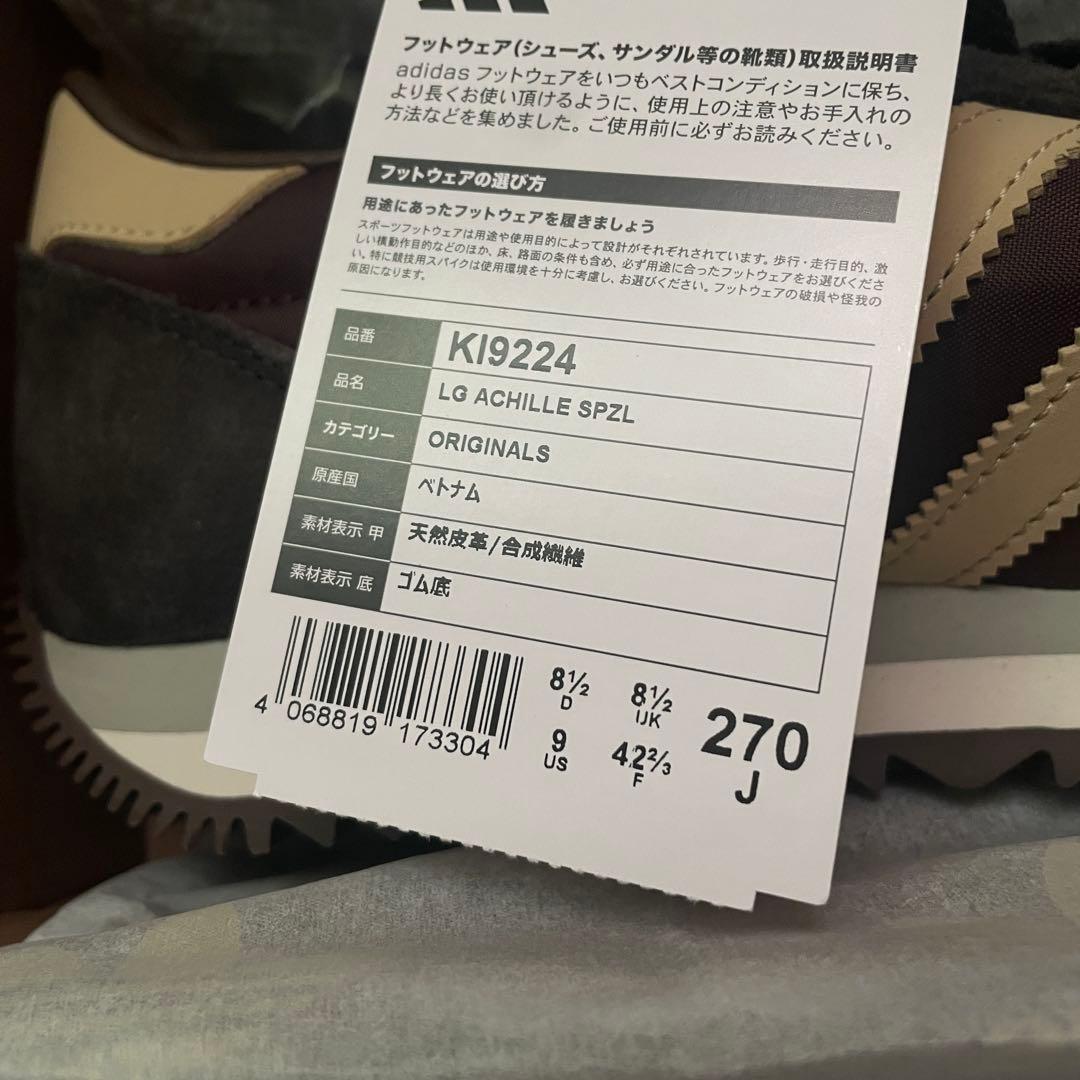 フットウェア(シューズ、サンダル等の靴類)取扱説明書
adidas フットウェアをいつもベストコンディションに保ち、
より長くお使い頂けるように、使用上の注意やお手入れの
方法などを集めました。ご使用前に必ずお読みください。
フットウェアの選び方
用途にあったフットウェアを履きましょう
スポーツフットウェアは用途や使用目的によって設計がそれぞれされています。歩行・走行目的、激
しい横動作目的などのほか、床、路面の条件も含め、必ず用途に合ったフットウェアをお選びくださ
い。特に競技用スパイクは使用環境を十分に考慮し、お選びください。フットウェアの破損や怪我の
原因になります。
品番 KI9224
品名 LG ACHILLE SPZL
カテゴリー ORIGINALS
原産国 ベトナム
素材表示 甲 天然皮革/合成繊維
素材表示 底 ゴム底
4 068819 173304
8½ D 8½ UK
9 US 42⅔ F
270 J